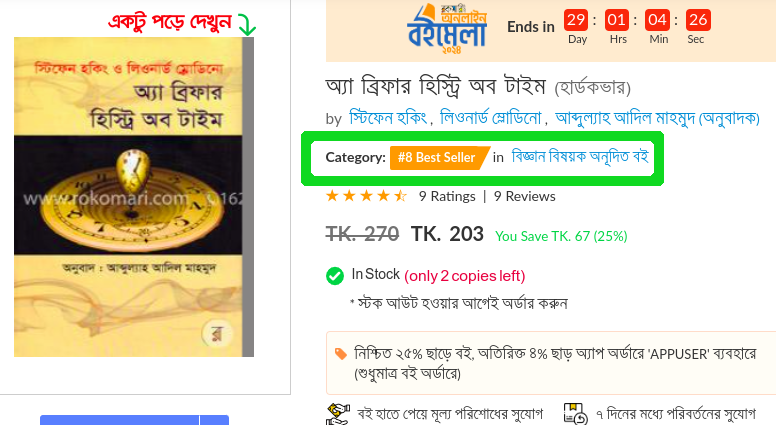 একটু পড়ে দেখুন
স্টিফেন হকিং ও লিওনার্ড ম্লোডিনো
অ্যা ব্রিফার
হিস্ট্রি অব টাইম
www.rokomari.com
অনুবাদ : আব্দুল্যাহ আদিল মাহমুদ
অনলাইন
বইমেলা
২০২৪
Ends in 29 : 01 : 04 : 26
Day Hrs Min Sec
অ্যা ব্রিফার হিস্ট্রি অব টাইম (হার্ডকভার)
by স্টিফেন হকিং , লিওনার্ড ম্লোডিনো , আব্দুল্যাহ আদিল মাহমুদ (অনুবাদক)
Category: #8 Best Seller in বিজ্ঞান বিষয়ক অনূদিত বই
9 Ratings | 9 Reviews
TK. 270 TK. 203 You Save TK. 67 (25%)
In Stock (only 2 copies left)
* স্টক আউট হওয়ার আগেই অর্ডার করুন
নিশ্চিত ২৫% ছাড়ে বই, অতিরিক্ত ৪% ছাড় অ্যাপ অর্ডারে 'APPUSER' ব্যবহারে
(শুধুমাত্র বই অর্ডারে)
বই হাতে পেয়ে মূল্য পরিশোধের সুযোগ ৭ দিনের মধ্যে পরিবর্তনের সুযোগ